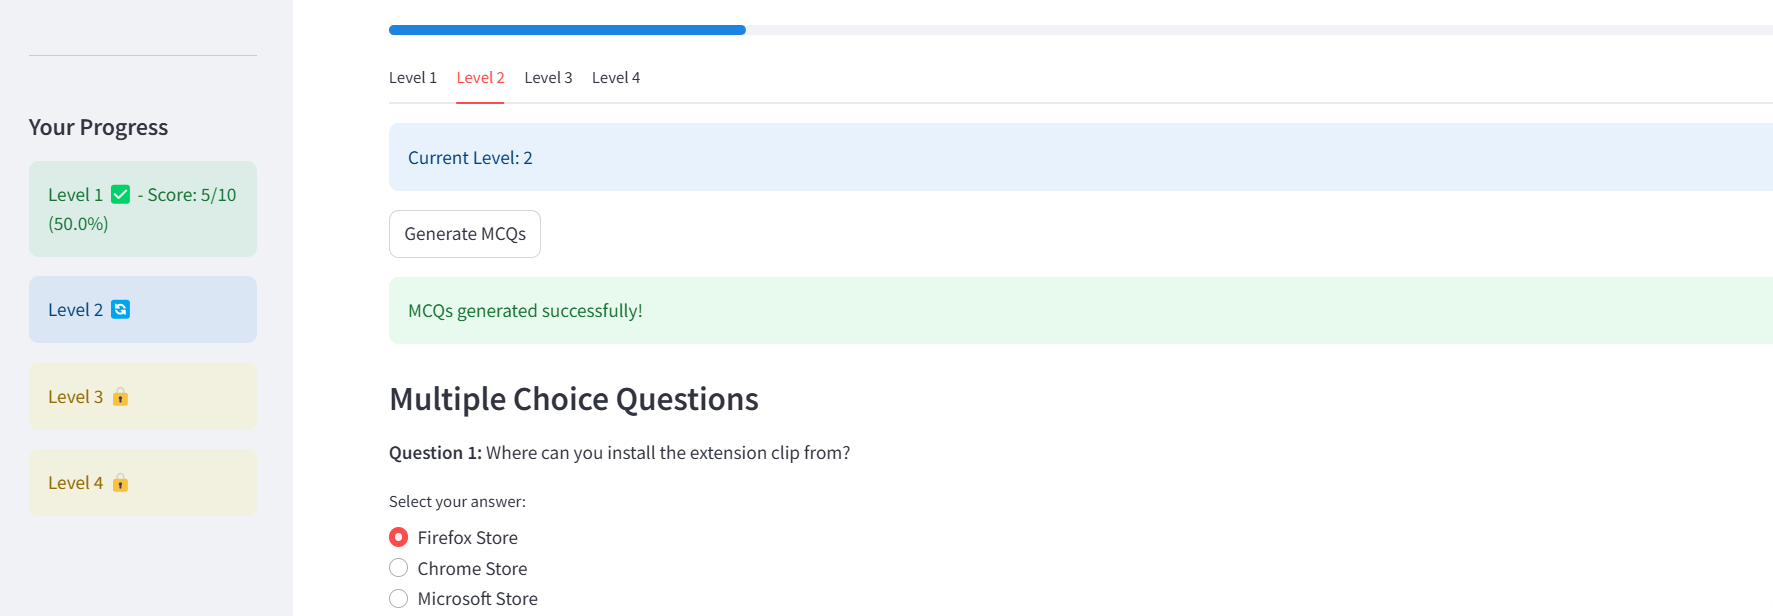 Your Progress
Level 1 ✅ - Score: 5/10
(50.0%)
Level 2 🔄
Level 3 🔒
Level 4 🔒
Level 1 Level 2 Level 3 Level 4
Current Level: 2
Generate MCQs
MCQs generated successfully!
Multiple Choice Questions
Question 1: Where can you install the extension clip from?
Select your answer:
Firefox Store
Chrome Store
Microsoft Store